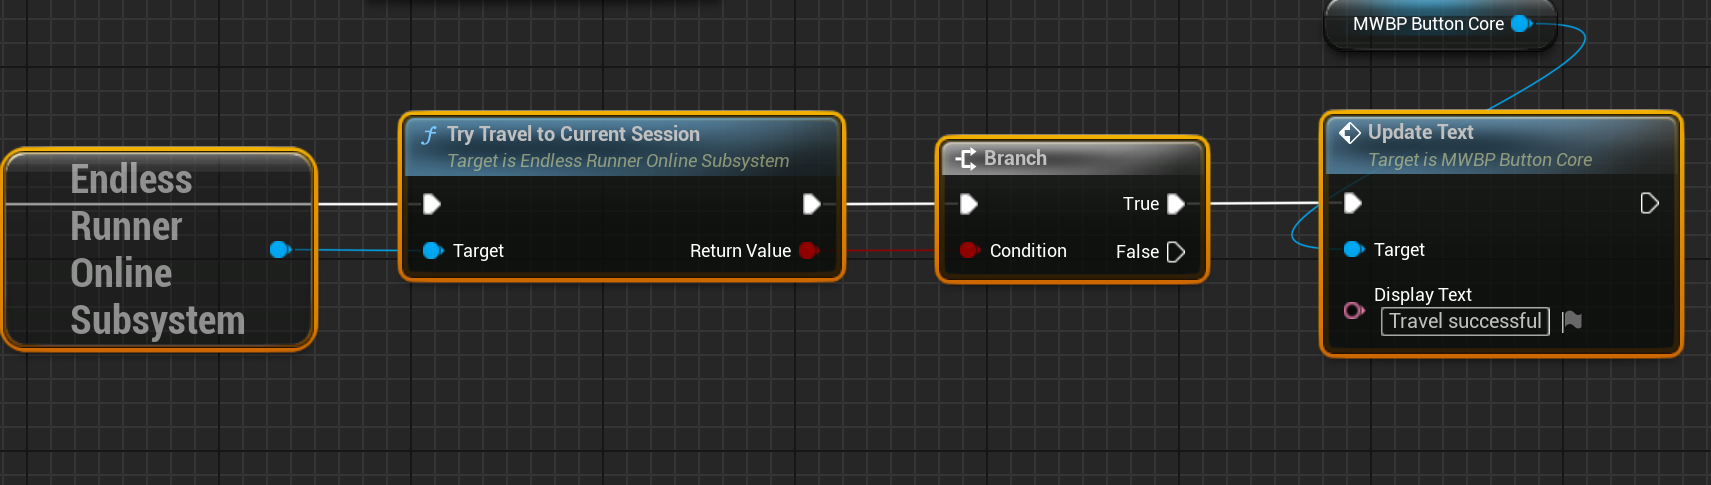 MWBP Button Core
Endless
Runner
Online
Subsystem
Try Travel to Current Session
Target is Endless Runner Online Subsystem
Target
Return Value
Branch
True
Condition
False
Update Text
Target is MWBP Button Core
Target
Display Text
Travel successful